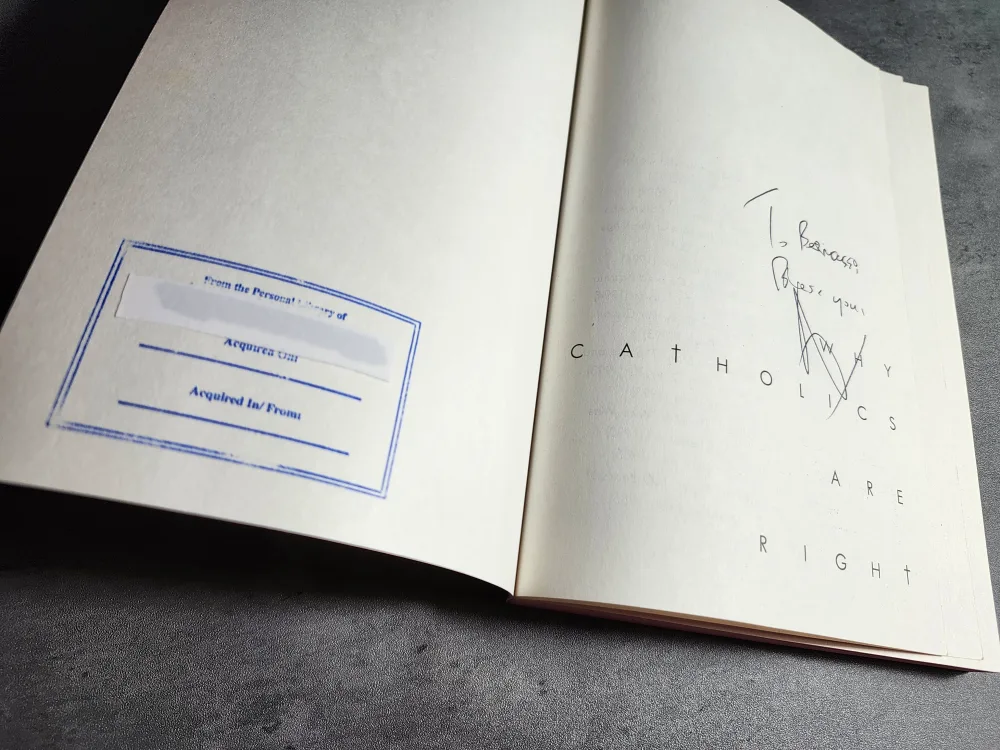 From the Personal Library of
Acquired On:
Acquired In/From:
To
Bless you,
WHY
CATHOLICS
ARE
RIGHT